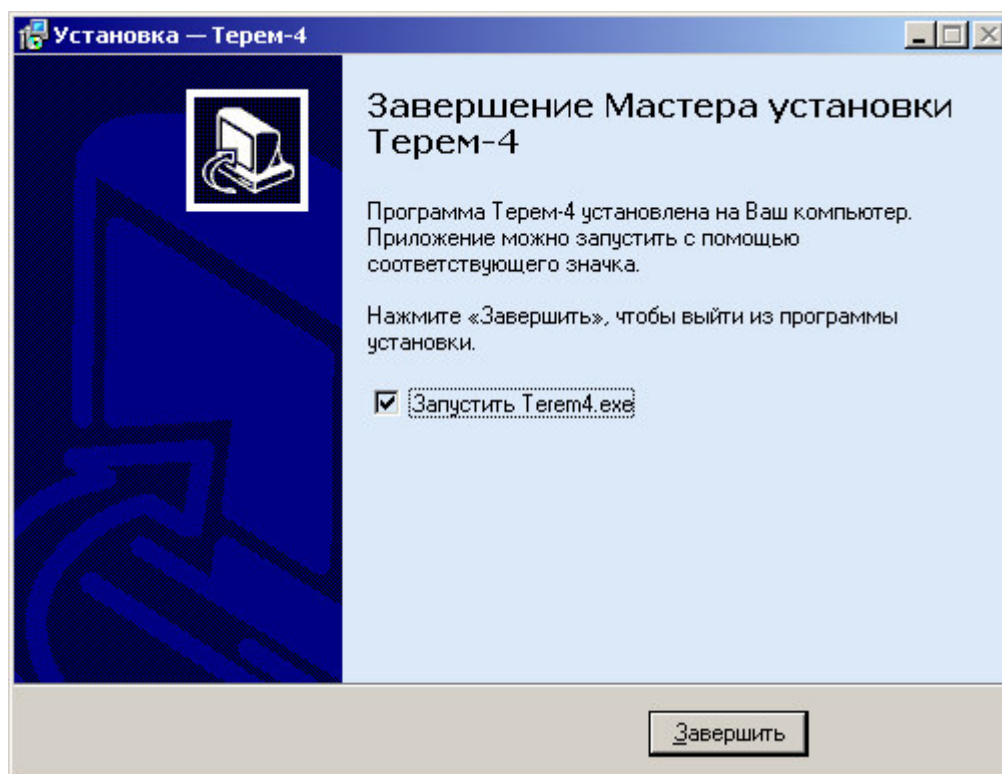 Установка — Терем-4
Завершение Мастера установки
Терем-4
Программа Терем-4 установлена на Ваш компьютер.
Приложение можно запустить с помощью
соответствующего значка.
Нажмите «Завершить», чтобы выйти из программы
установки.
Запустить Terem4.exe
Завершить